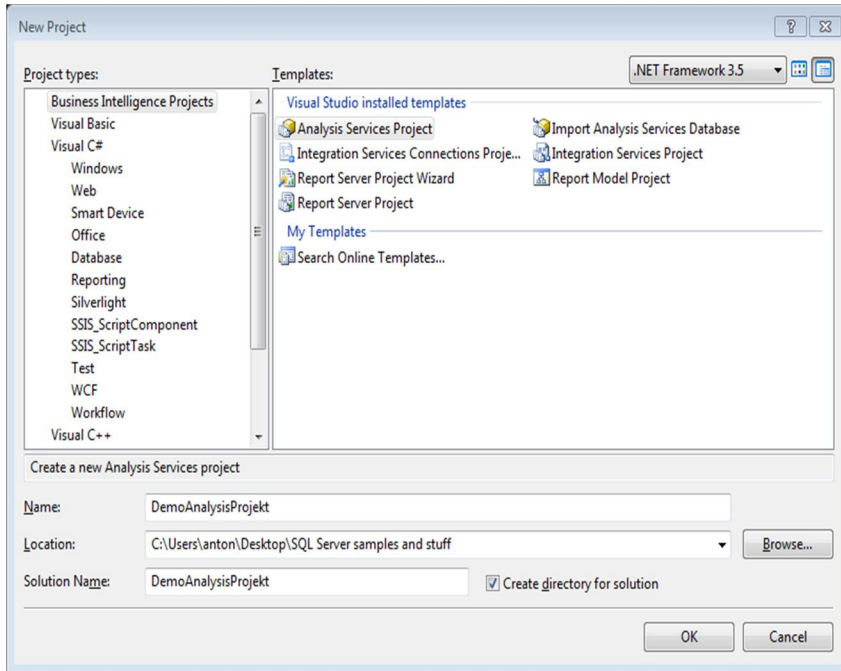 New Project
Project types:
Templates:
.NET Framework 3.5
Business Intelligence Projects
Visual Basic
Visual C#
Windows
Web
Smart Device
Office
Database
Reporting
Silverlight
SSIS_ScriptComponent
SSIS_ScriptTask
Test
WCF
Workflow
Visual C++
Visual Studio installed templates
Analysis Services Project
Import Analysis Services Database
Integration Services Connections Proje...
Integration Services Project
Report Server Project Wizard
Report Model Project
Report Server Project
My Templates
Search Online Templates...
Create a new Analysis Services project
Name:
DemoAnalysisProjekt
Location:
C:\Users\anton\Desktop\SQL Server samples and stuff
Browse...
Solution Name:
DemoAnalysisProjekt
Create directory for solution
OK
Cancel